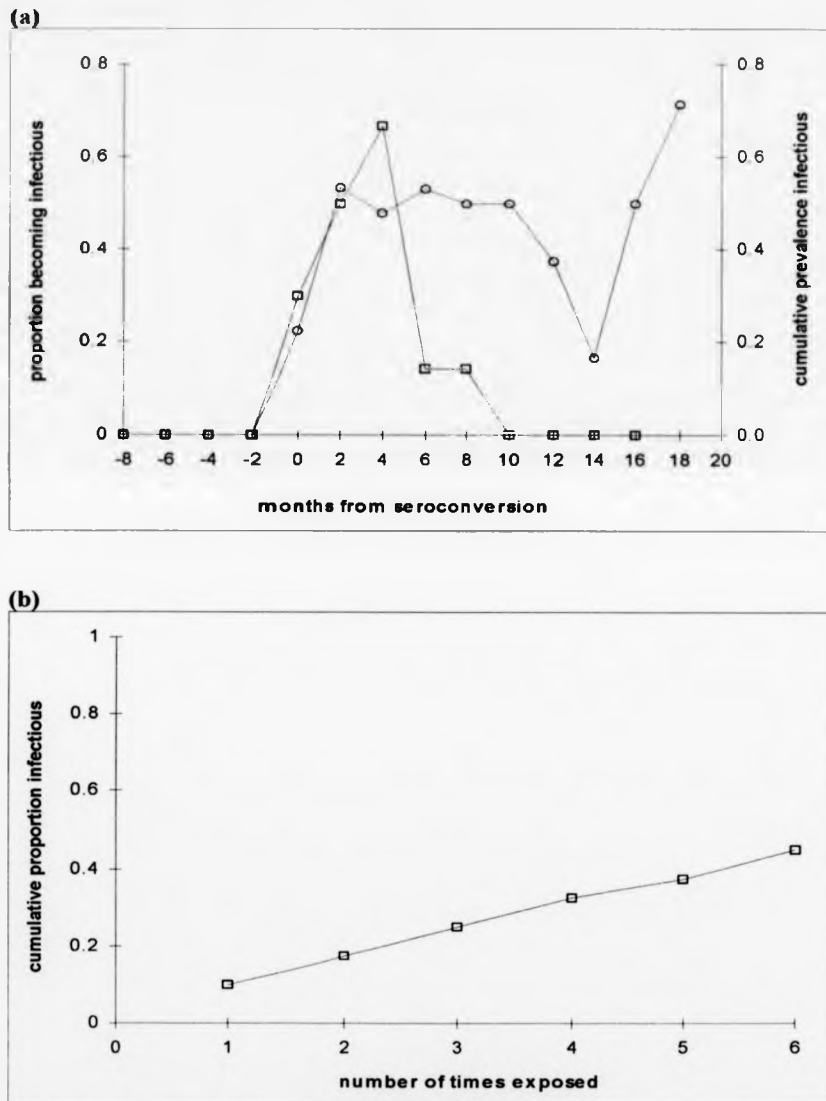 (a)
0.8
0.6
0.4
0.2
0
proportion becoming infectious
0.8
0.6
0.4
0.2
0.0
cumulative prevalence infectious
-8 -6 -4 -2 0 2 4 6 8 10 12 14 16 18 20
months from seroconversion
(b)
1
0.8
0.6
0.4
0.2
0
cumulative proportion infectious
0 1 2 3 4 5 6
number of times exposed